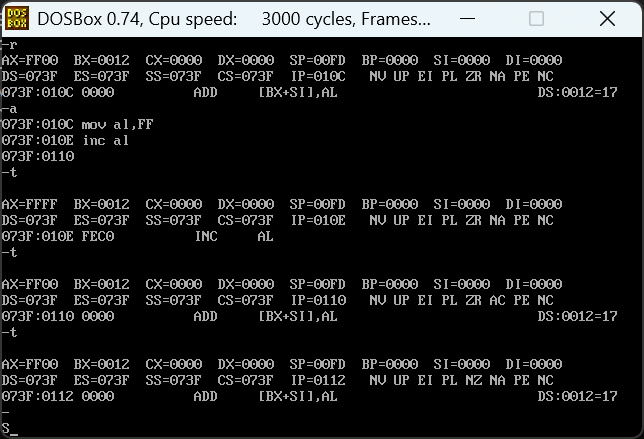 DOS
BOX
DOSBox 0.74, Cpu speed: 3000 cycles, Frames...
-r
AX=FF00 BX=0012 CX=0000 DX=0000 SP=00FD BP=0000 SI=0000 DI=0000
DS=073F ES=073F SS=073F CS=073F IP=010C NV UP EI PL ZR NA PE NC
073F:010C 0000 ADD [BX+SI],AL DS:0012=17
-a
073F:010C mov al,FF
073F:010E inc al
073F:0110
-t
AX=FFFF BX=0012 CX=0000 DX=0000 SP=00FD BP=0000 SI=0000 DI=0000
DS=073F ES=073F SS=073F CS=073F IP=010E NV UP EI PL ZR NA PE NC
073F:010E FEC0 INC AL
-t
AX=FF00 BX=0012 CX=0000 DX=0000 SP=00FD BP=0000 SI=0000 DI=0000
DS=073F ES=073F SS=073F CS=073F IP=0110 NV UP EI PL ZR AC PE NC
073F:0110 0000 ADD [BX+SI],AL DS:0012=17
-t
AX=FF00 BX=0012 CX=0000 DX=0000 SP=00FD BP=0000 SI=0000 DI=0000
DS=073F ES=073F SS=073F CS=073F IP=0112 NV UP EI PL NZ NA PE NC
073F:0112 0000 ADD [BX+SI],AL DS:0012=17
-
S_